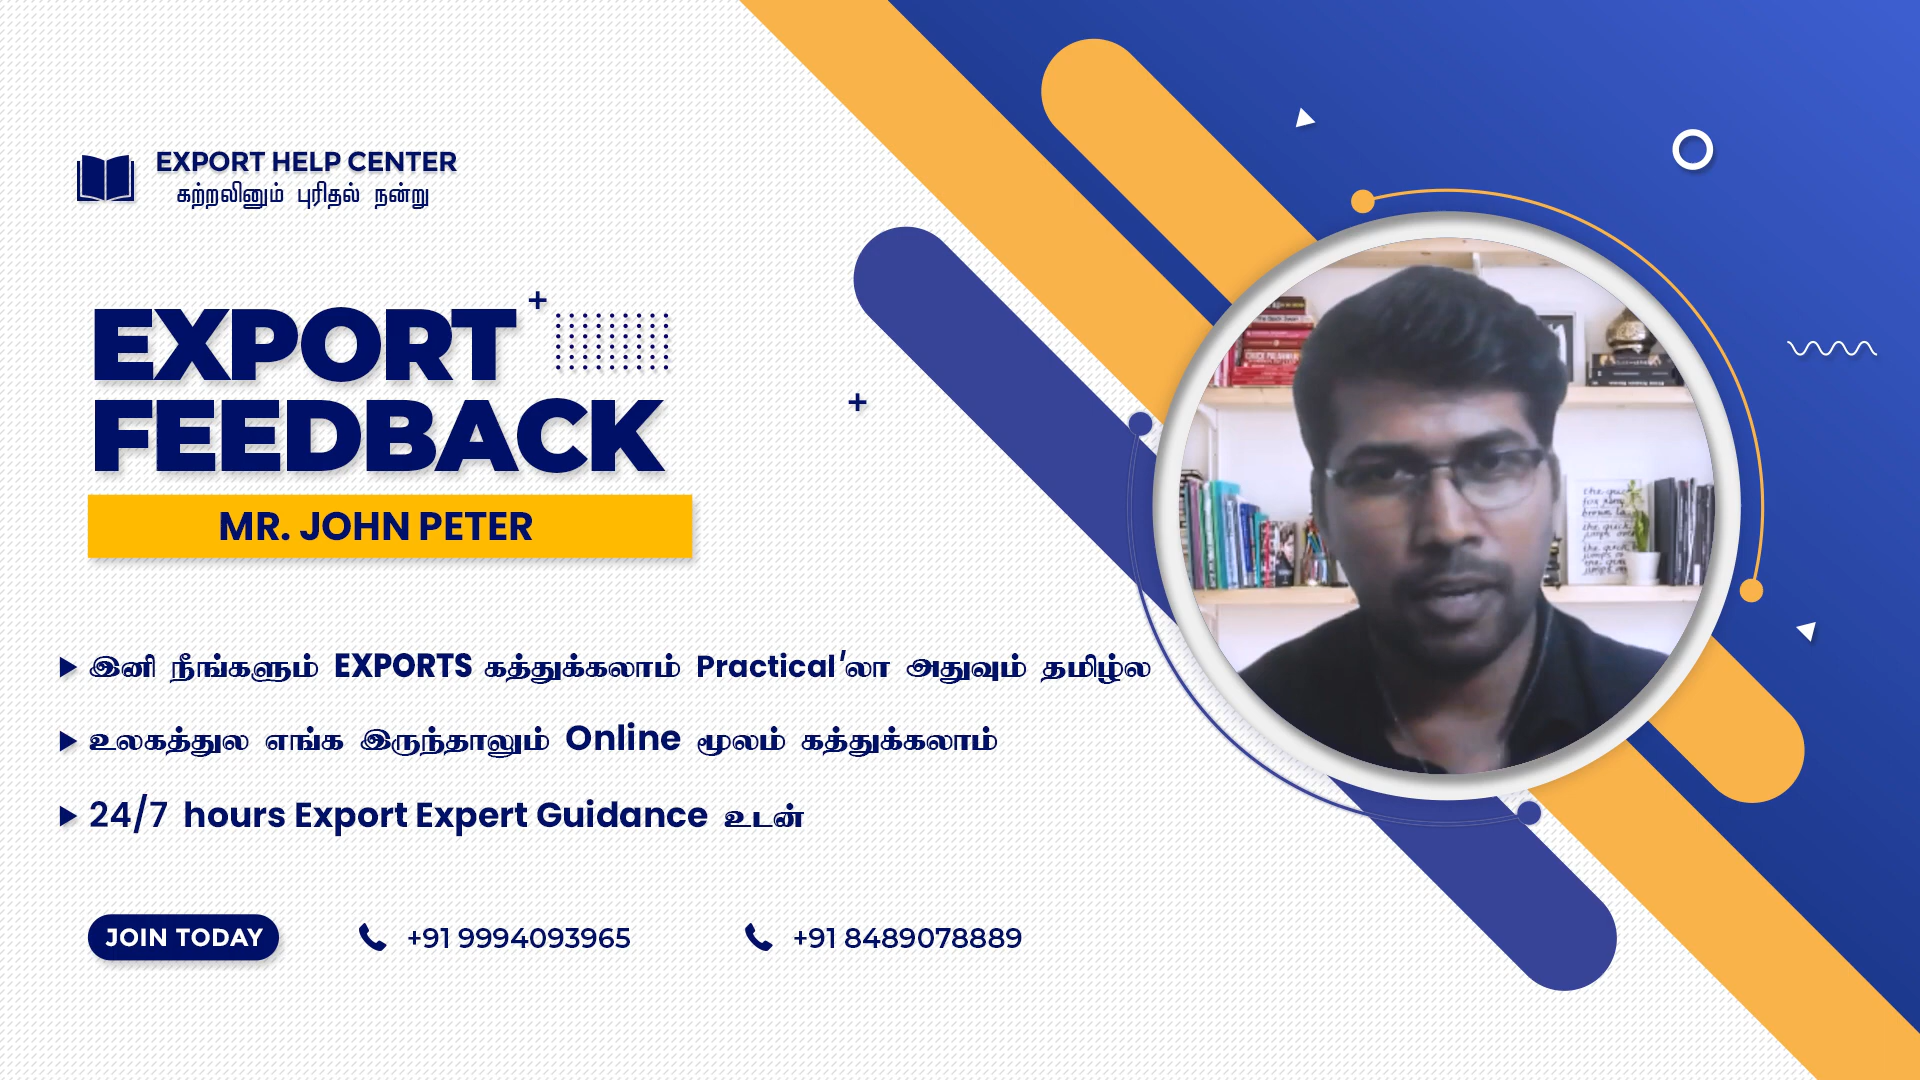 EXPORT HELP CENTER
கற்றலினும் புரிதல் நன்று
EXPORT
FEEDBACK
MR. JOHN PETER
இனி நீங்களும் EXPORTS கத்துக்கலாம் Practical'லா அதுவும் தமிழ்ல
உலகத்துல எங்க இருந்தாலும் Online மூலம் கத்துக்கலாம்
24/7 hours Export Expert Guidance உடன்
JOIN TODAY
+91 9994093965
+91 8489078889